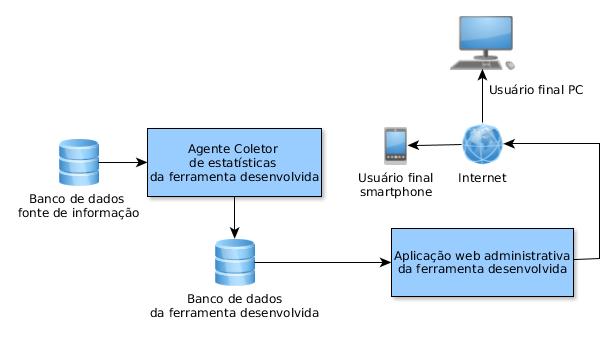 Usuário final PC
Agente Coletor
de estatísticas
da ferramenta desenvolvida
Banco de dados
fonte de informação
Usuário final
smartphone
Internet
Banco de dados
da ferramenta desenvolvida
Aplicação web administrativa
da ferramenta desenvolvida